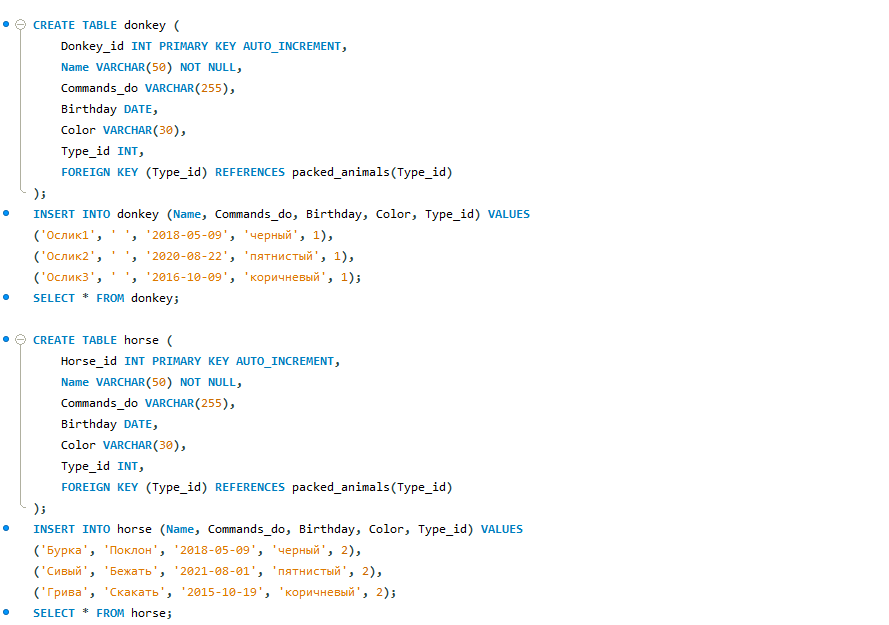 CREATE TABLE donkey (
Donkey_id INT PRIMARY KEY AUTO_INCREMENT,
Name VARCHAR(50) NOT NULL,
Commands_do VARCHAR(255),
Birthday DATE,
Color VARCHAR(30),
Type_id INT,
FOREIGN KEY (Type_id) REFERENCES packed_animals(Type_id)
);
INSERT INTO donkey (Name, Commands_do, Birthday, Color, Type_id) VALUES
('Ослик1', ' ', '2018-05-09', 'черный', 1),
('Ослик2', ' ', '2020-08-22', 'пятнистый', 1),
('Ослик3', ' ', '2016-10-09', 'коричневый', 1);
SELECT * FROM donkey;
CREATE TABLE horse (
Horse_id INT PRIMARY KEY AUTO_INCREMENT,
Name VARCHAR(50) NOT NULL,
Commands_do VARCHAR(255),
Birthday DATE,
Color VARCHAR(30),
Type_id INT,
FOREIGN KEY (Type_id) REFERENCES packed_animals(Type_id)
);
INSERT INTO horse (Name, Commands_do, Birthday, Color, Type_id) VALUES
('Бурка', 'Поклон', '2018-05-09', 'черный', 2),
('Сивый', 'Бежать', '2021-08-01', 'пятнистый', 2),
('Грива', 'Скакать', '2015-10-19', 'коричневый', 2);
SELECT * FROM horse;